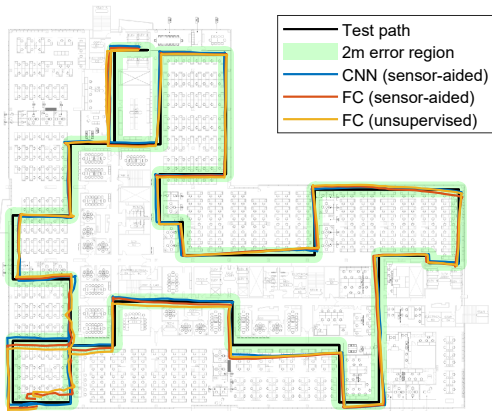 Test path
2m error region
CNN (sensor-aided)
FC (sensor-aided)
FC (unsupervised)